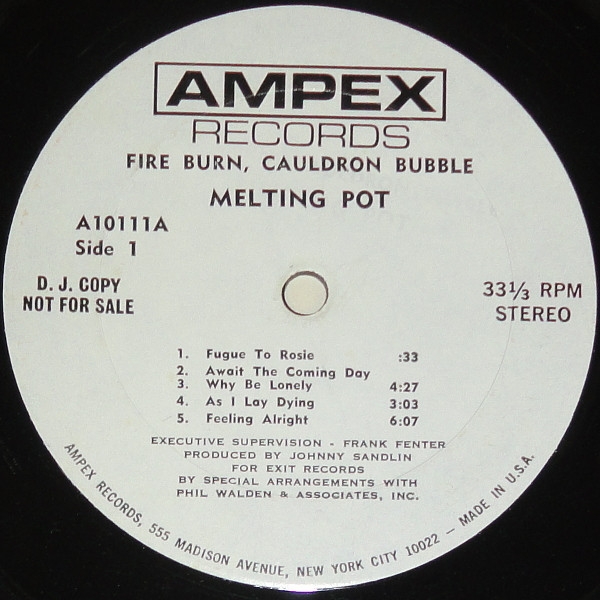 AMPEX
RECORDS
FIRE BURN, CAULDRON BUBBLE
MELTING POT
A10111A
Side 1
D. J. COPY
NOT FOR SALE
33⅓ RPM
STEREO
1. Fugue To Rosie :33
2. Await The Coming Day
3. Why Be Lonely 4:27
4. As I Lay Dying 3:03
5. Feeling Alright 6:07
EXECUTIVE SUPERVISION - FRANK FENTER
PRODUCED BY JOHNNY SANDLIN
FOR EXIT RECORDS
BY SPECIAL ARRANGEMENTS WITH
PHIL WALDEN & ASSOCIATES, INC.
AMPEX RECORDS, 555 MADISON AVENUE, NEW YORK CITY 10022 — MADE IN U.S.A.